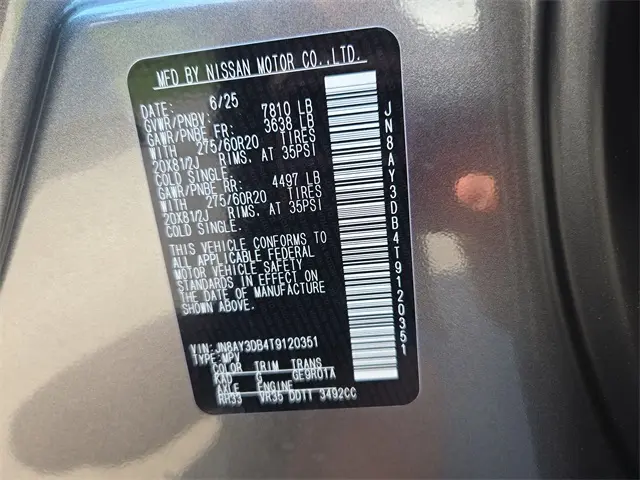 MFD BY NISSAN MOTOR CO.,LTD.
DATE: 6/25
GVWR/PNBV: 7810 LB
GAWR/PNBE FR: 3638 LB
WITH 275/60R20 TIRES
20X81/2J RIMS. AT 35PSI
COLD SINGLE.
GAWR/PNBE RR: 4497 LB
WITH 275/60R20 TIRES
20X81/2J RIMS. AT 35PSI
COLD SINGLE.
THIS VEHICLE CONFORMS TO
ALL APPLICABLE FEDERAL
MOTOR VEHICLE SAFETY
STANDARDS IN EFFECT ON
THE DATE OF MANUFACTURE
SHOWN ABOVE.
VIN: JN8AY3DB4T9120351
TYPE: MPV
COLOR TRIM TRANS
G GE9R01A
AXLE ENGINE
RH33 VR35 DDTT 3492CC
JN8AY3DB4T9120351